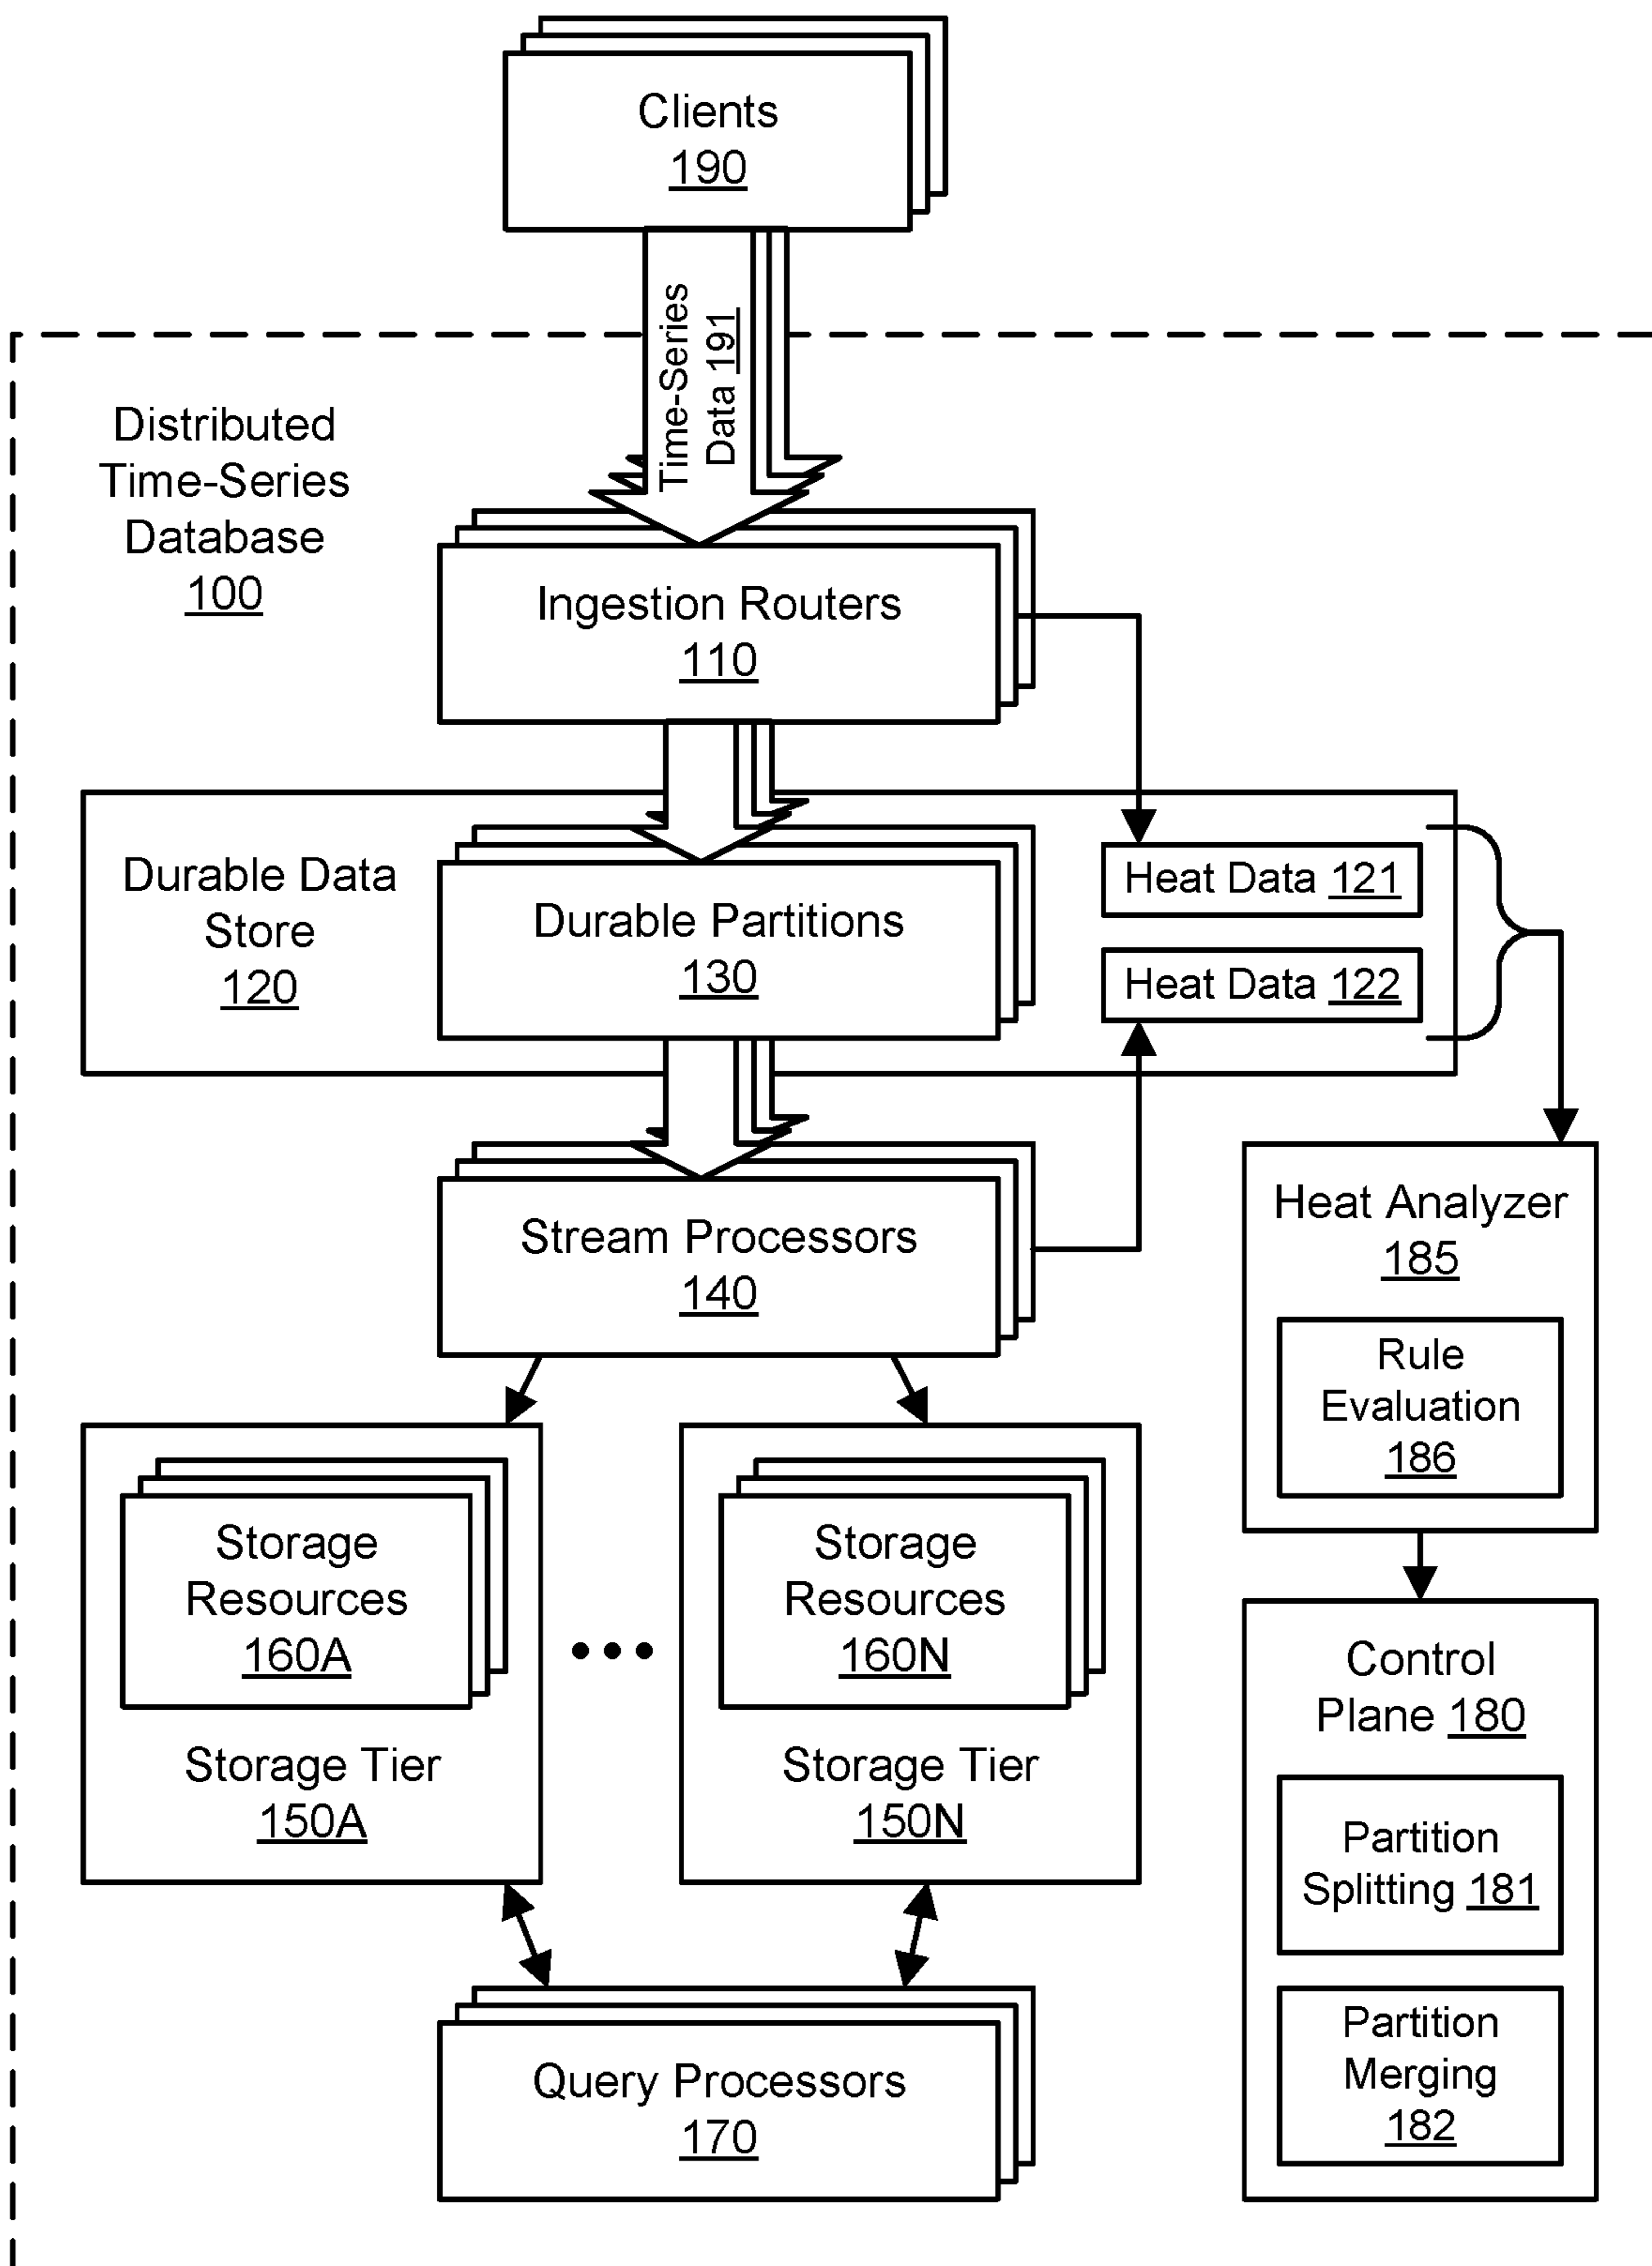 Clients
190
Time-Series
Data 191
Distributed
Time-Series
Database
100
Ingestion Routers
110
Durable Data
Store
120
Durable Partitions
130
Heat Data 121
Heat Data 122
Stream Processors
140
Heat Analyzer
185
Rule
Evaluation
186
Storage
Resources
160A
Storage Tier
150A
Storage
Resources
160N
Storage Tier
150N
Control
Plane 180
Partition
Splitting 181
Partition
Merging
182
Query Processors
170